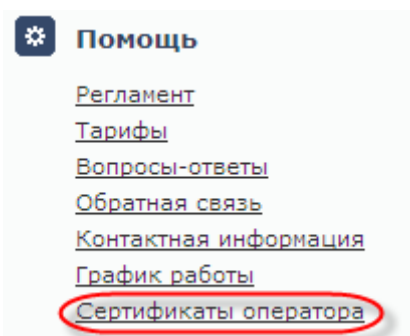 Помощь
Регламент
Тарифы
Вопросы-ответы
Обратная связь
Контактная информация
График работы
Сертификаты оператора